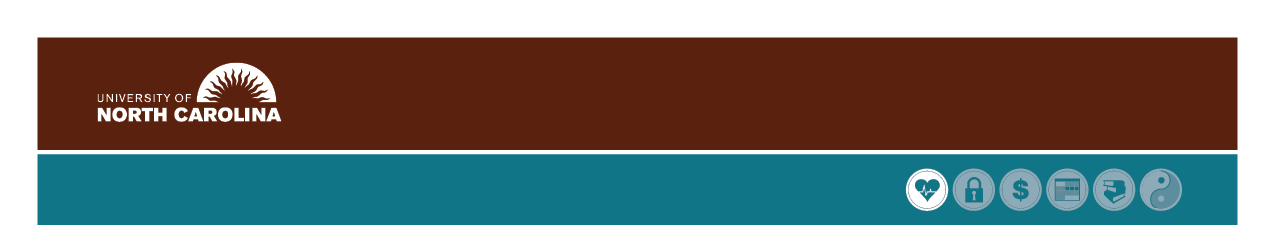 UNIVERSITY OF
NORTH CAROLINA
$